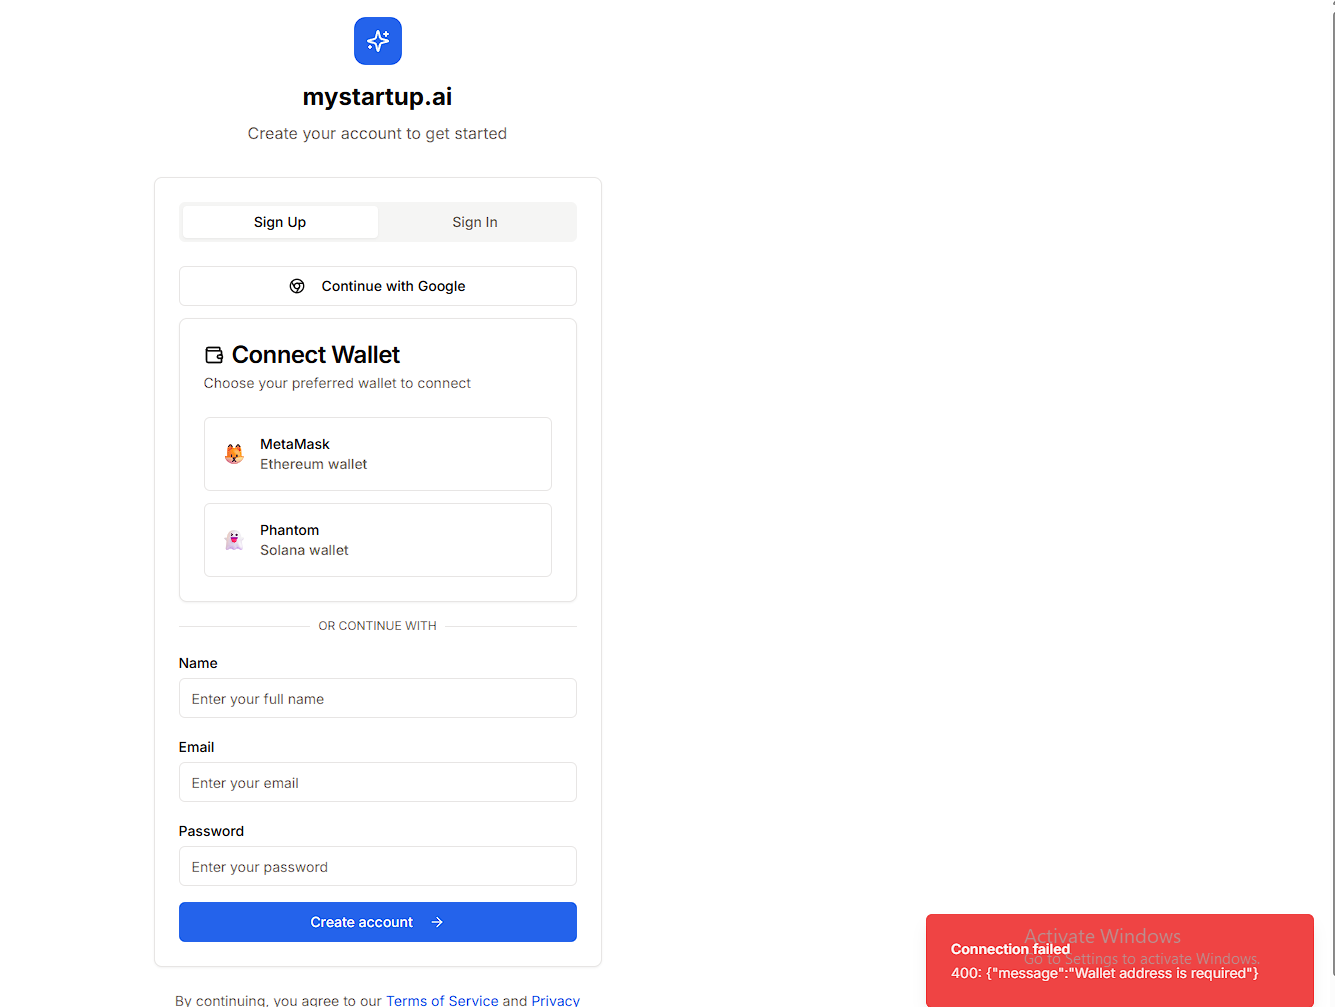 mystartup.ai
Create your account to get started
Sign Up
Sign In
Continue with Google
Connect Wallet
Choose your preferred wallet to connect
MetaMask
Ethereum wallet
Phantom
Solana wallet
OR CONTINUE WITH
Name
Enter your full name
Email
Enter your email
Password
Enter your password
Create account
By continuing, you agree to our Terms of Service and Privacy
Activate Windows
Connection failed
Go to Settings to activate Windows.
400: {"message":"Wallet address is required"}